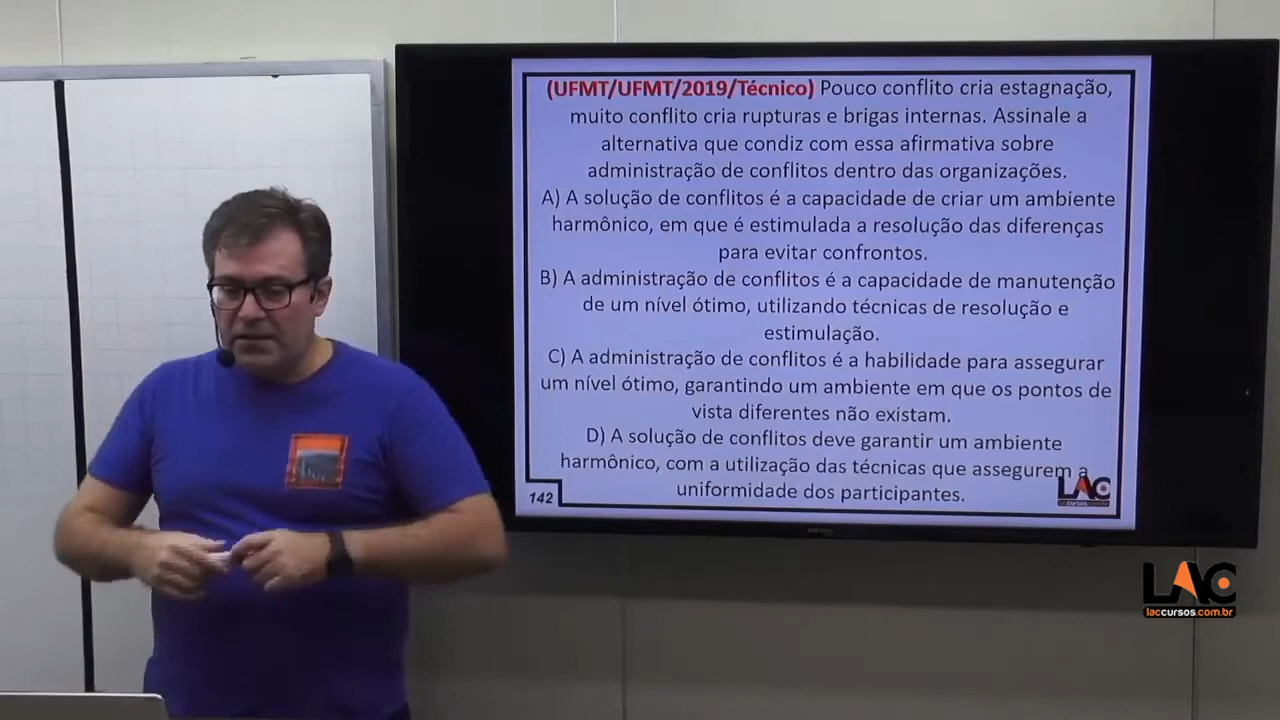 (UFMT/UFMT/2019/Técnico) Pouco conflito cria estagnação,
muito conflito cria rupturas e brigas internas. Assinale a
alternativa que condiz com essa afirmativa sobre
administração de conflitos dentro das organizações.
A) A solução de conflitos é a capacidade de criar um ambiente
harmônico, em que é estimulada a resolução das diferenças
para evitar confrontos.
B) A administração de conflitos é a capacidade de manutenção
de um nível ótimo, utilizando técnicas de resolução e
estimulação.
C) A administração de conflitos é a habilidade para assegurar
um nível ótimo, garantindo um ambiente em que os pontos de
vista diferentes não existam.
D) A solução de conflitos deve garantir um ambiente
harmônico, com a utilização das técnicas que assegurem a
uniformidade dos participantes.
142
LAC
LAC
laccursos.com.br